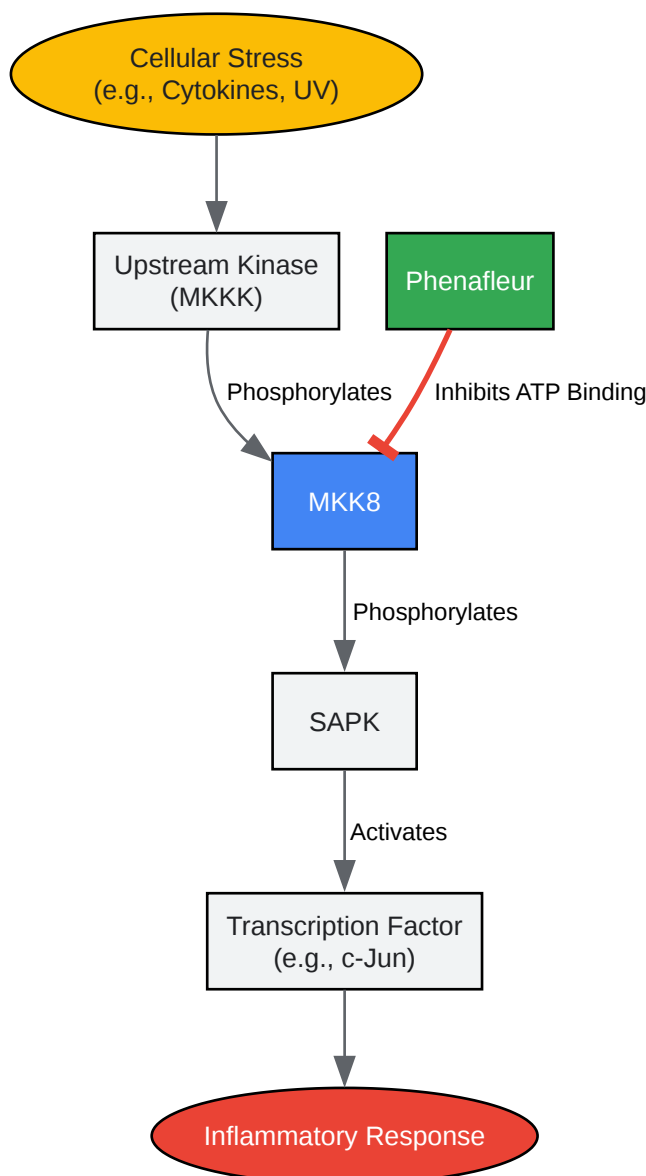 Cellular Stress
(e.g., Cytokines, UV)
Upstream Kinase
(MKKK)
Phenafleur
Phosphorylates
Inhibits ATP Binding
MKK8
Phosphorylates
SAPK
Activates
Transcription Factor
(e.g., c-Jun)
Inflammatory Response